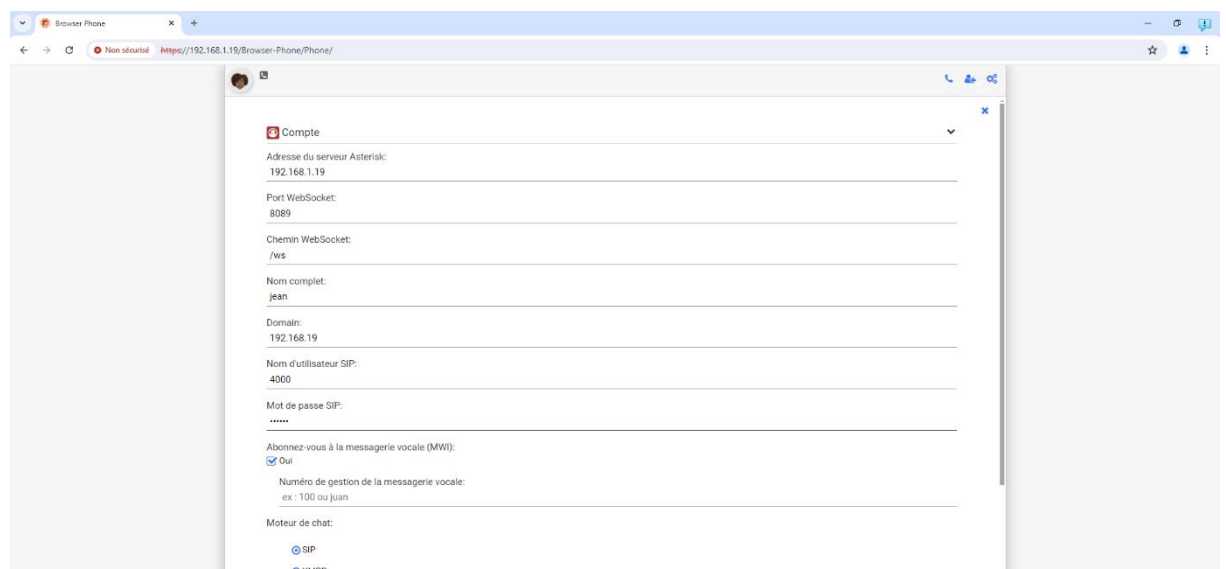 Browser Phone
Non sécurisé https://192.168.1.19/Browser-Phone/Phone/
Compte
Adresse du serveur Asterisk:
192.168.1.19
Port WebSocket:
8089
Chemin WebSocket:
/ws
Nom complet:
jean
Domain:
192.168.19
Nom d'utilisateur SIP:
4000
Mot de passe SIP:
••••••
Abonnez-vous à la messagerie vocale (MWI):
Oui
Numéro de gestion de la messagerie vocale:
ex : 100 ou juan
Moteur de chat:
SIP